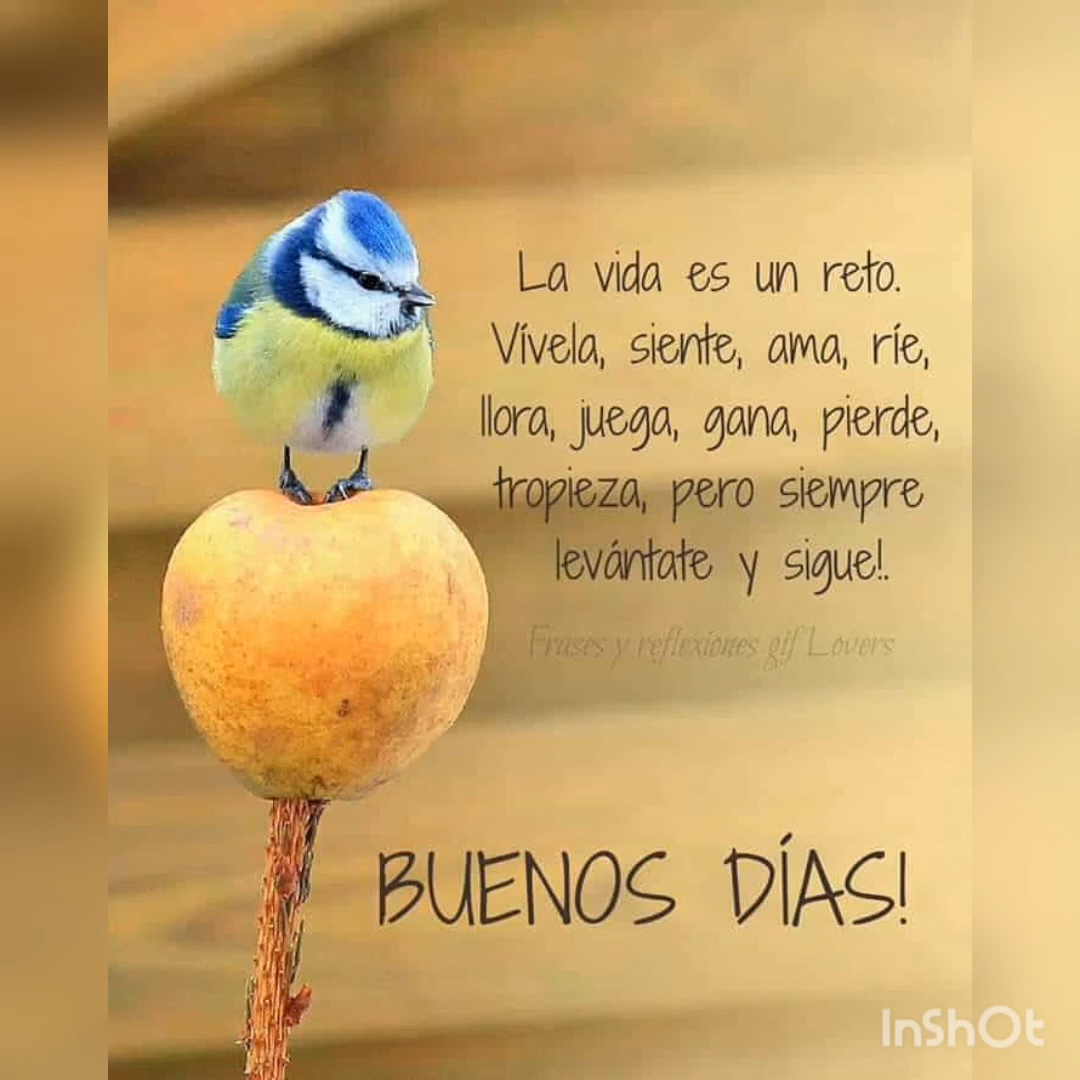 La vida es un reto.
Vívela, siente, ama, ríe,
llora, juega, gana, pierde,
tropieza, pero siempre
levántate y sigue!.
Frases y reflexiones gif Lovers
BUENOS DÍAS!
InShOt